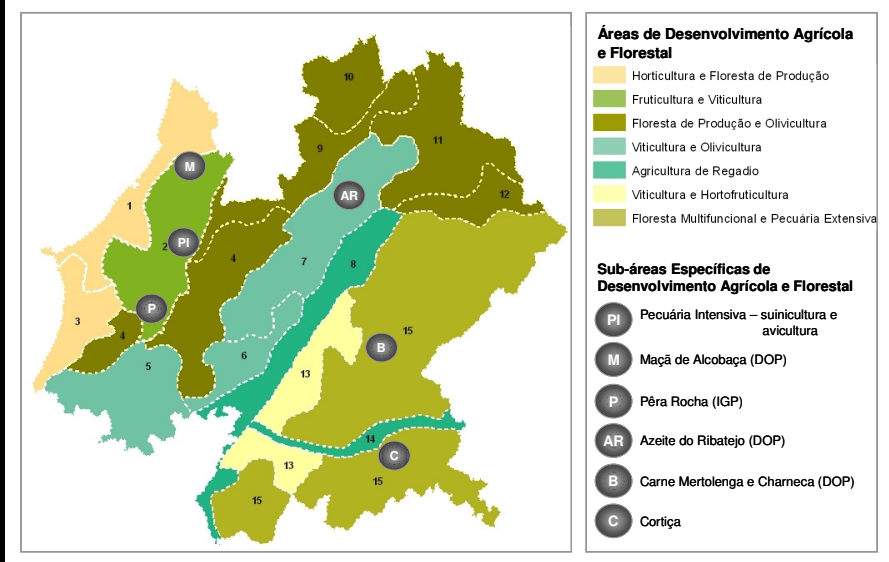 Áreas de Desenvolvimento Agrícola
e Florestal
Horticultura e Floresta de Produção
Fruticultura e Viticultura
Floresta de Produção e Olivicultura
Viticultura e Olivicultura
Agricultura de Regadio
Viticultura e Hortofruticultura
Floresta Multifuncional e Pecuária Extensiva
Sub-áreas Específicas de
Desenvolvimento Agrícola e Florestal
PI Pecuária Intensiva – suinicultura e
avicultura
M Maçã de Alcobaça (DOP)
P Pêra Rocha (IGP)
AR Azeite do Ribatejo (DOP)
B Carne Mertolenga e Charneca (DOP)
C Cortiça
10
11
9
M
AR
12
1
2 PI
4
7
8
P
3
4
15
B
6
5
13
14
C
13
15
15